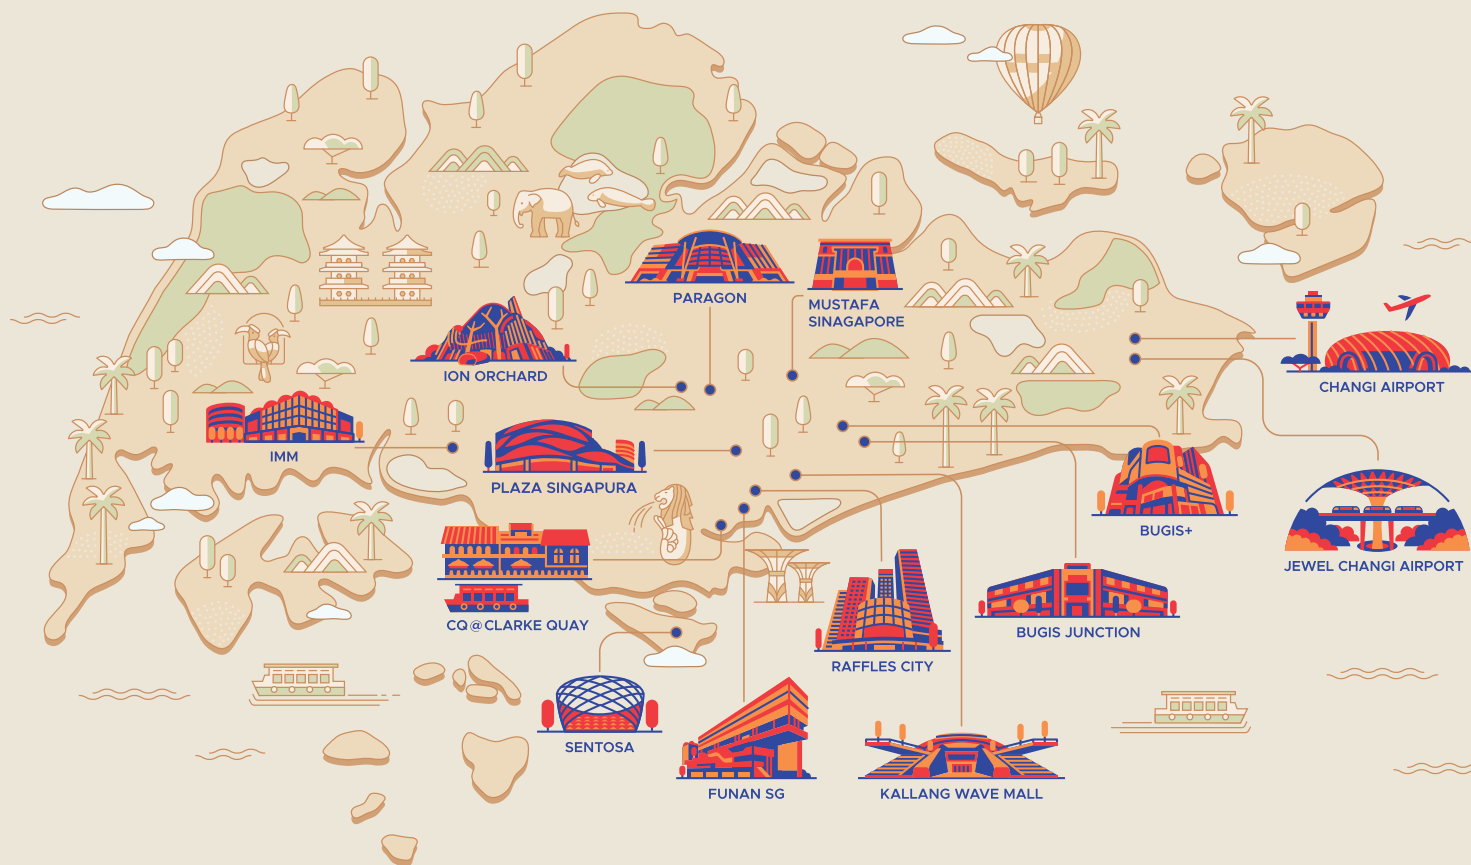 PARAGON
MUSTAFA
SINAGAPORE
ION ORCHARD
CHANGI AIRPORT
IMM
PLAZA SINGAPURA
BUGIS+
JEWEL CHANGI AIRPORT
CQ@CLARKE QUAY
BUGIS JUNCTION
RAFFLES CITY
SENTOSA
FUNAN SG
KALLANG WAVE MALL